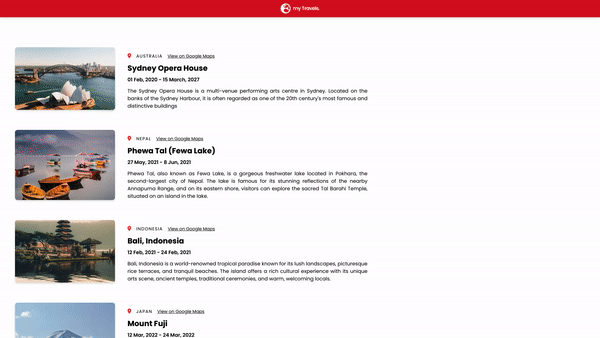 my Travels.
AUSTRALIA View on Google Maps
Sydney Opera House
01 Feb, 2020 - 15 March, 2027
The Sydney Opera House is a multi-venue performing arts centre in Sydney. Located on the
banks of the Sydney Harbour, it is often regarded as one of the 20th century's most famous and
distinctive buildings
NEPAL View on Google Maps
Phewa Tal (Fewa Lake)
27 May, 2021 - 8 Jun, 2021
Phewa Tal, also known as Fewa Lake, is a gorgeous freshwater lake located in Pokhara, the
second-largest city of Nepal. The lake is famous for its stunning reflections of the nearby
Annapurna Range, and on its eastern shore, visitors can explore the sacred Tal Barahi Temple,
situated on an island in the lake.
INDONESIA View on Google Maps
Bali, Indonesia
12 Feb, 2021 - 24 Feb, 2021
Bali, Indonesia is a world-renowned tropical paradise known for its lush landscapes, picturesque
rice terraces, and tranquil beaches. The island offers a rich cultural experience with its unique
arts scene, ancient temples, traditional ceremonies, and warm, welcoming locals.
JAPAN View on Google Maps
Mount Fuji
12 Mar, 2022 - 24 Mar, 2022